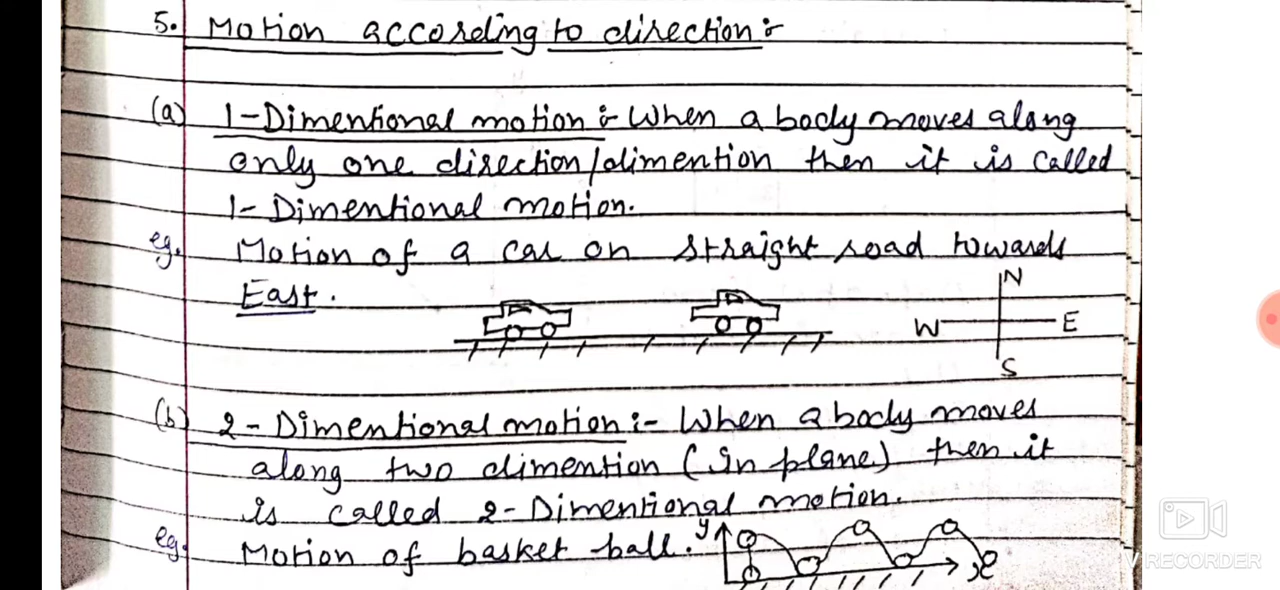 5. Motion according to direction:-
(a) 1-Dimentional motion :- When a body moves along
only one direction/dimention then it is called
1- Dimentional motion.
eg. Motion of a car on straight road towards
East.
N
W E
S
(b) 2-Dimentional motion :- When a body moves
along two dimention (in plane) then it
is called 2-Dimentional motion.
eg. Motion of basket ball. y
x
V RECORDER